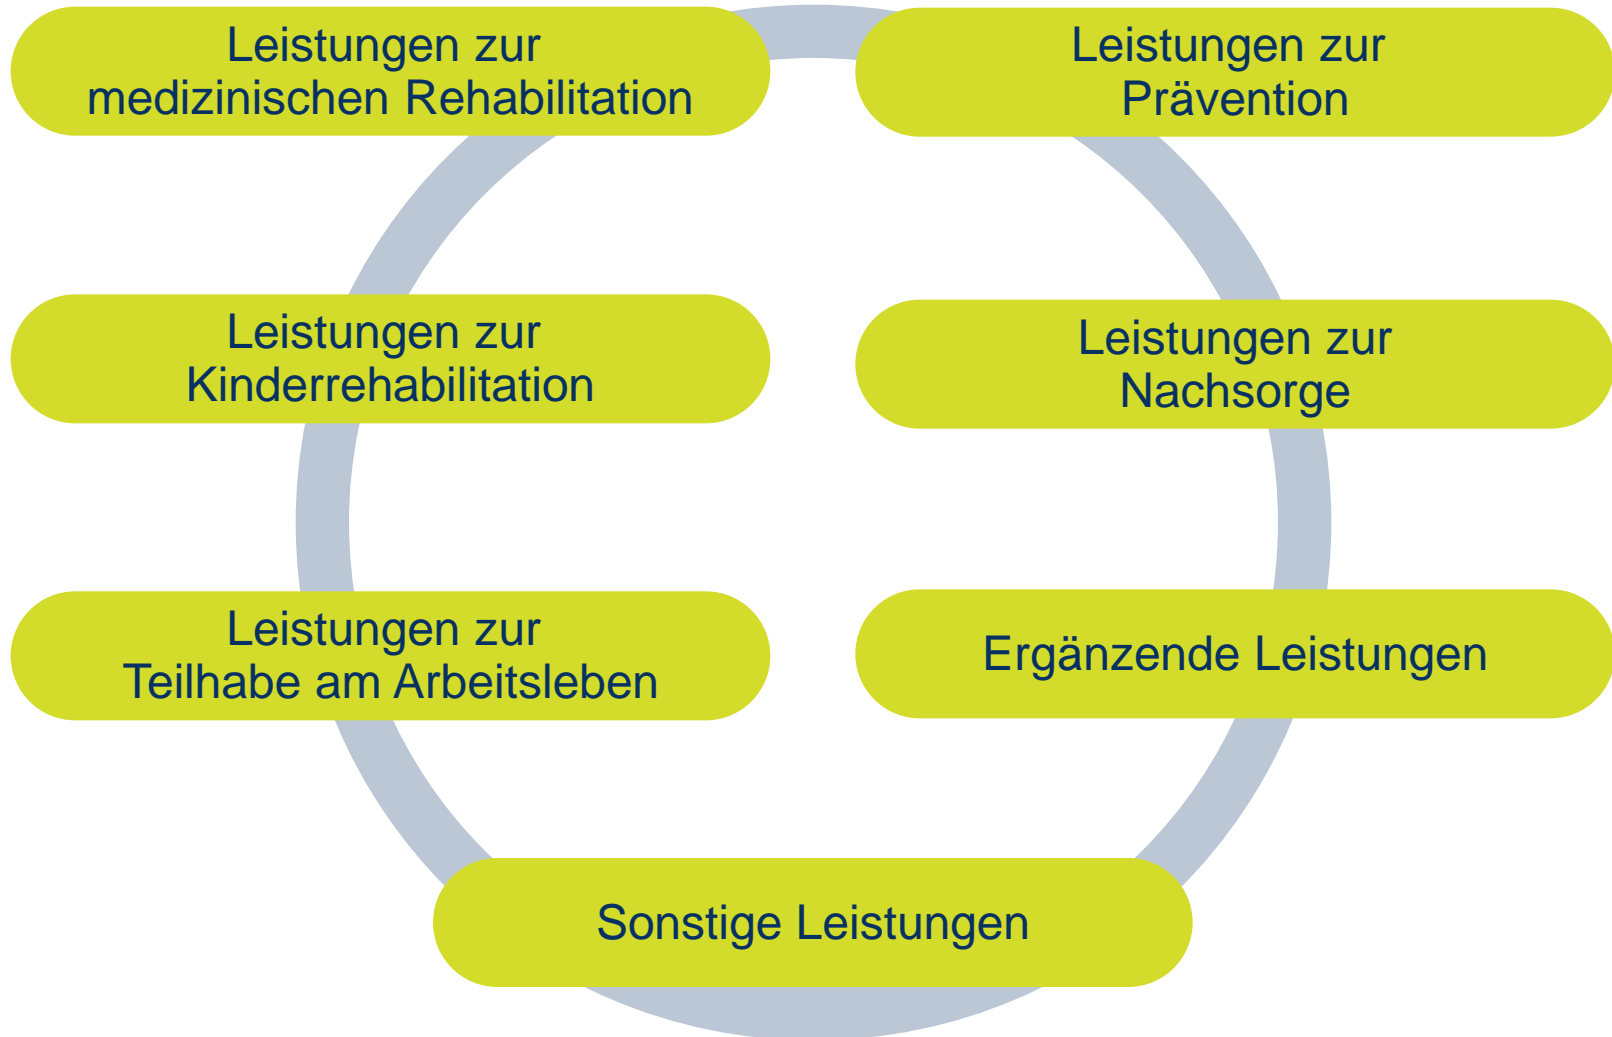 Leistungen zur
medizinischen Rehabilitation
Leistungen zur
Prävention
Leistungen zur
Kinderrehabilitation
Leistungen zur
Nachsorge
Leistungen zur
Teilhabe am Arbeitsleben
Ergänzende Leistungen
Sonstige Leistungen